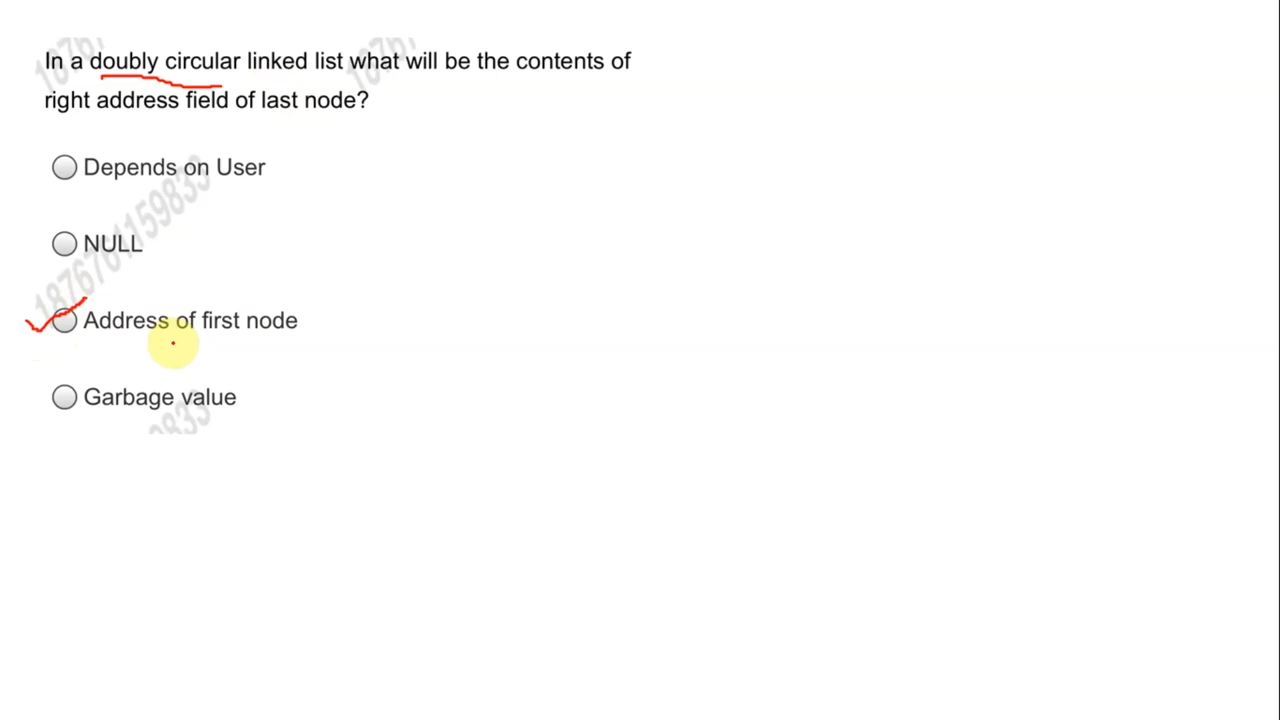 In a doubly circular linked list what will be the contents of
right address field of last node?
Depends on User
NULL
Address of first node
Garbage value